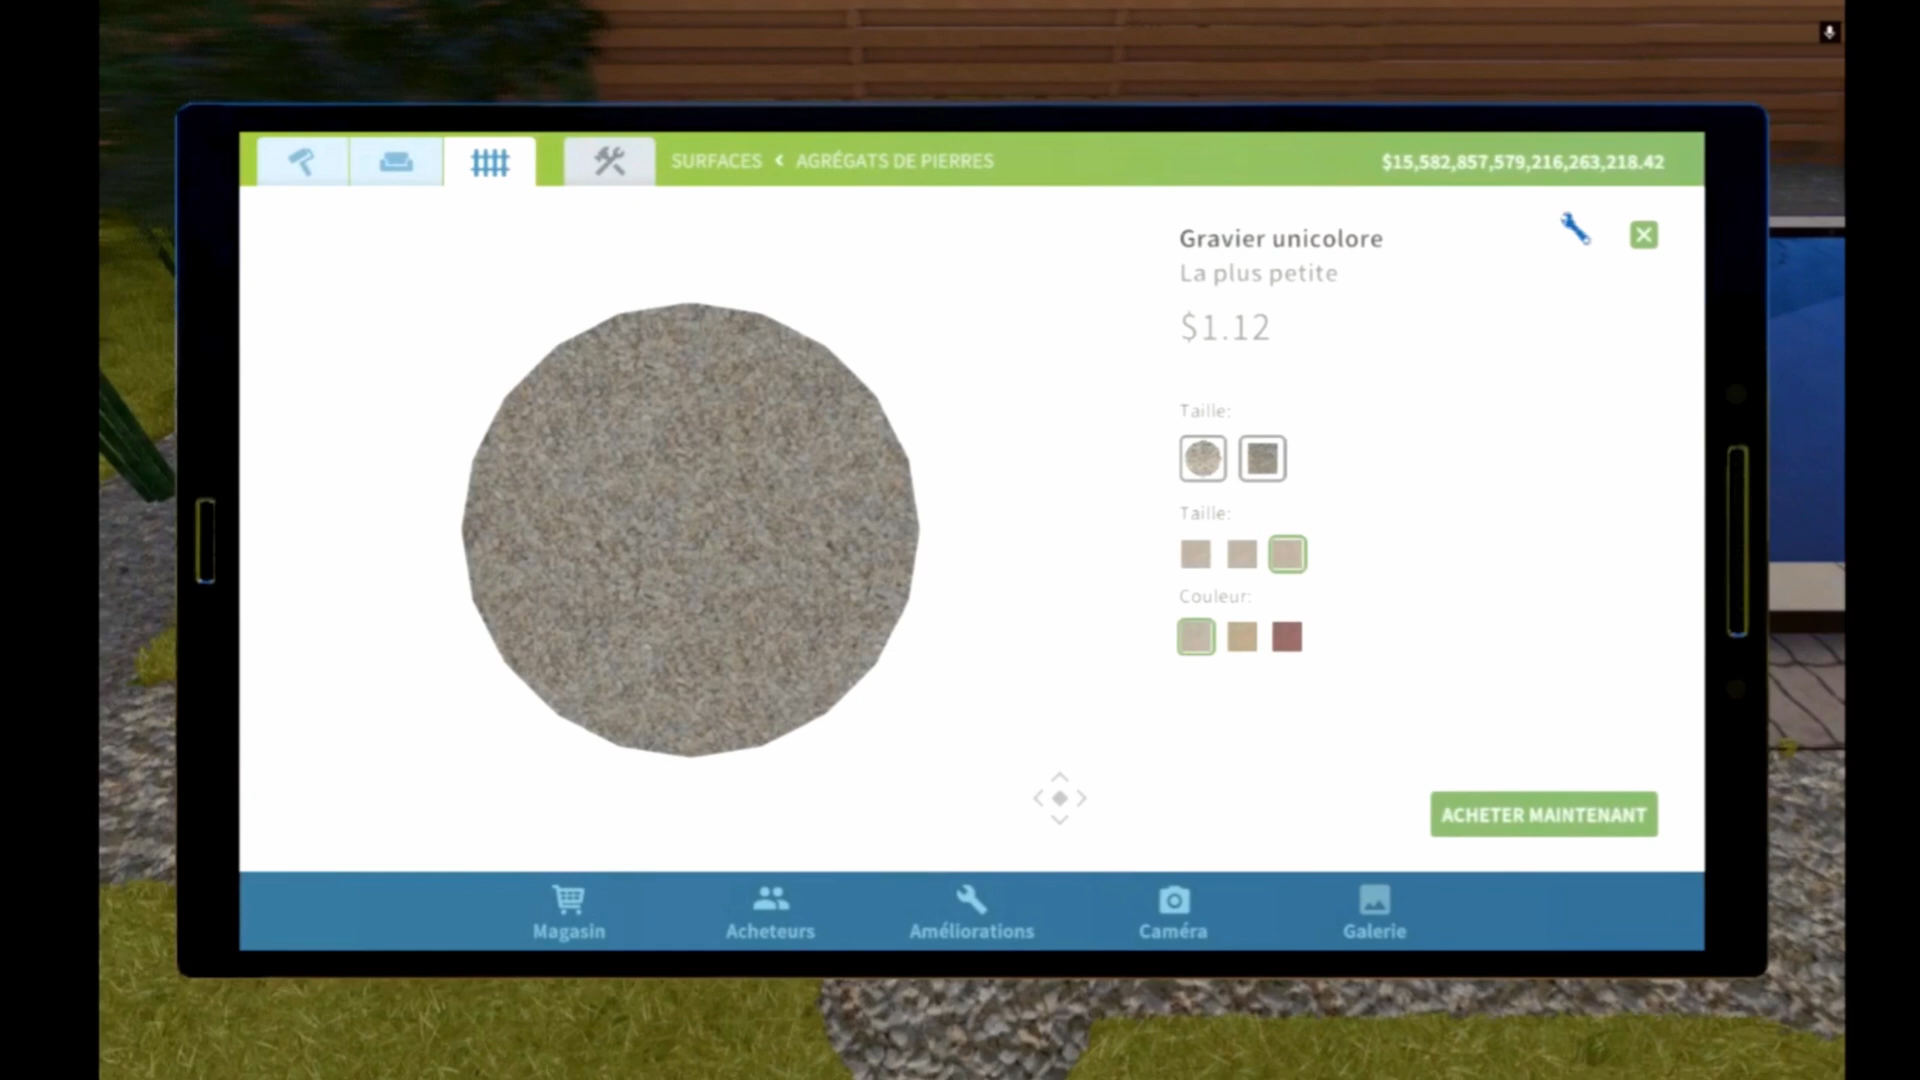 SURFACES < AGRÉGATS DE PIERRES
$15,582,857,579,216,263,218.42
Gravier unicolore
La plus petite
$1.12
Taille:
Taille:
Couleur:
ACHETER MAINTENANT
Magasin
Acheteurs
Améliorations
Caméra
Galerie